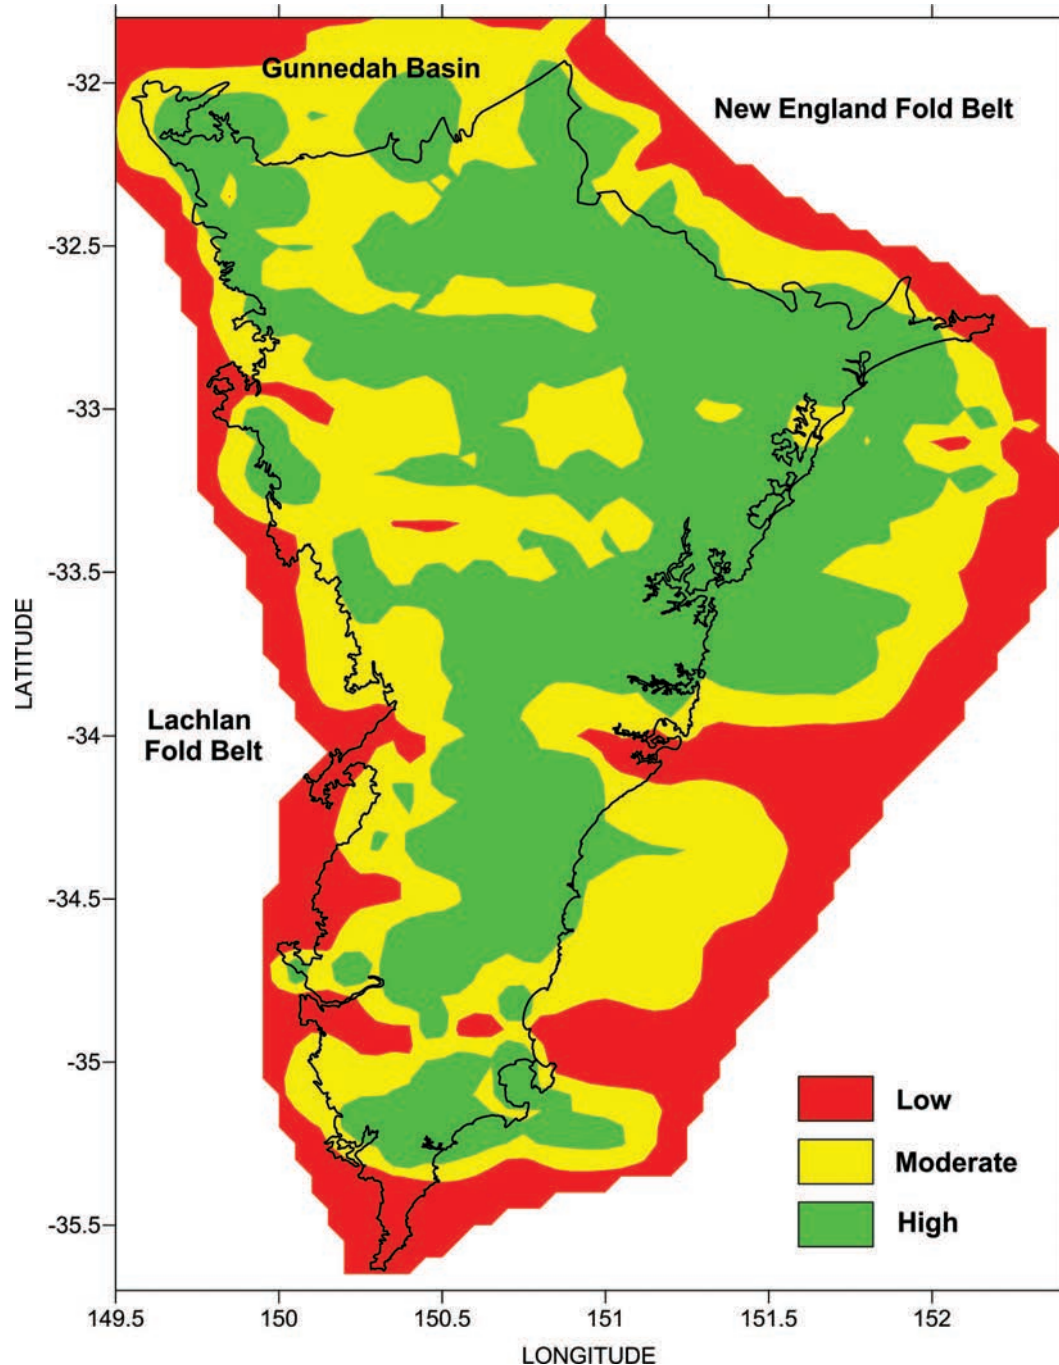 Gunnedah Basin
New England Fold Belt
Lachlan
Fold Belt
-32
-32.5
-33
-33.5
-34
-34.5
-35
-35.5
LATITUDE
149.5
150
150.5
151
151.5
152
LONGITUDE
Low
Moderate
High